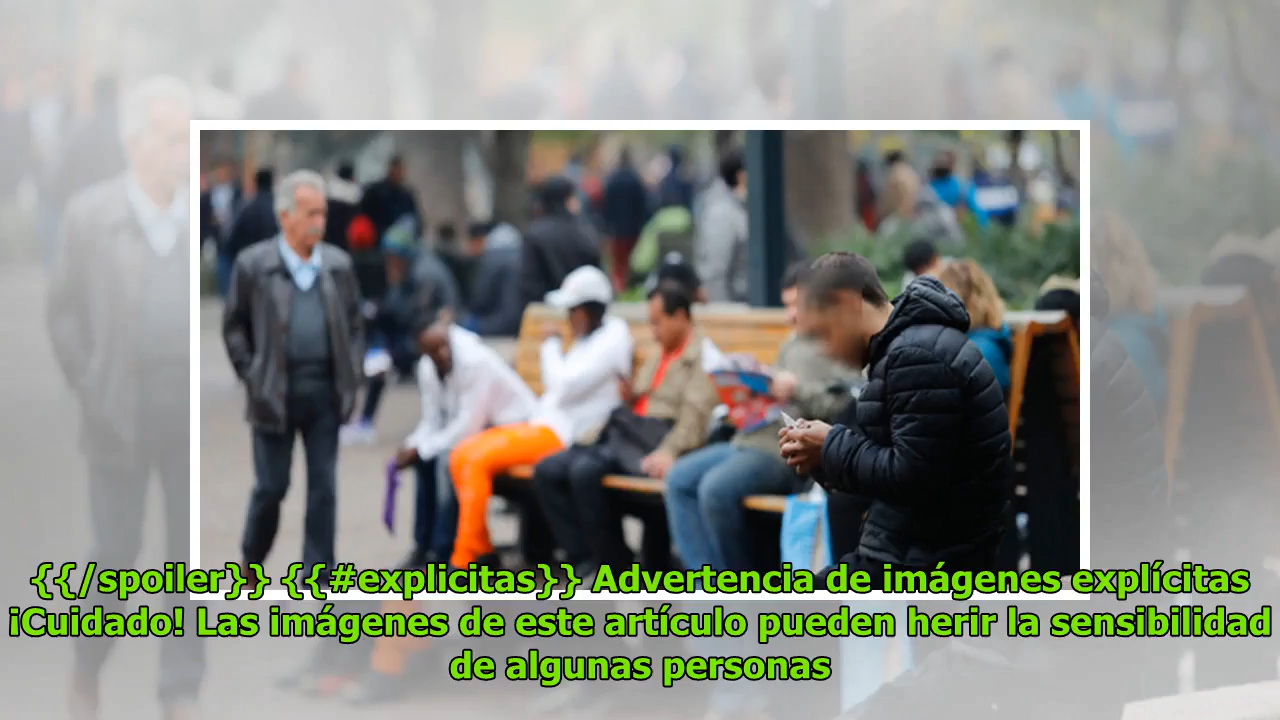 {{/spoiler}} {{#explicitas}} Advertencia de imágenes explícitas
¡Cuidado! Las imágenes de este artículo pueden herir la sensibilidad
de algunas personas